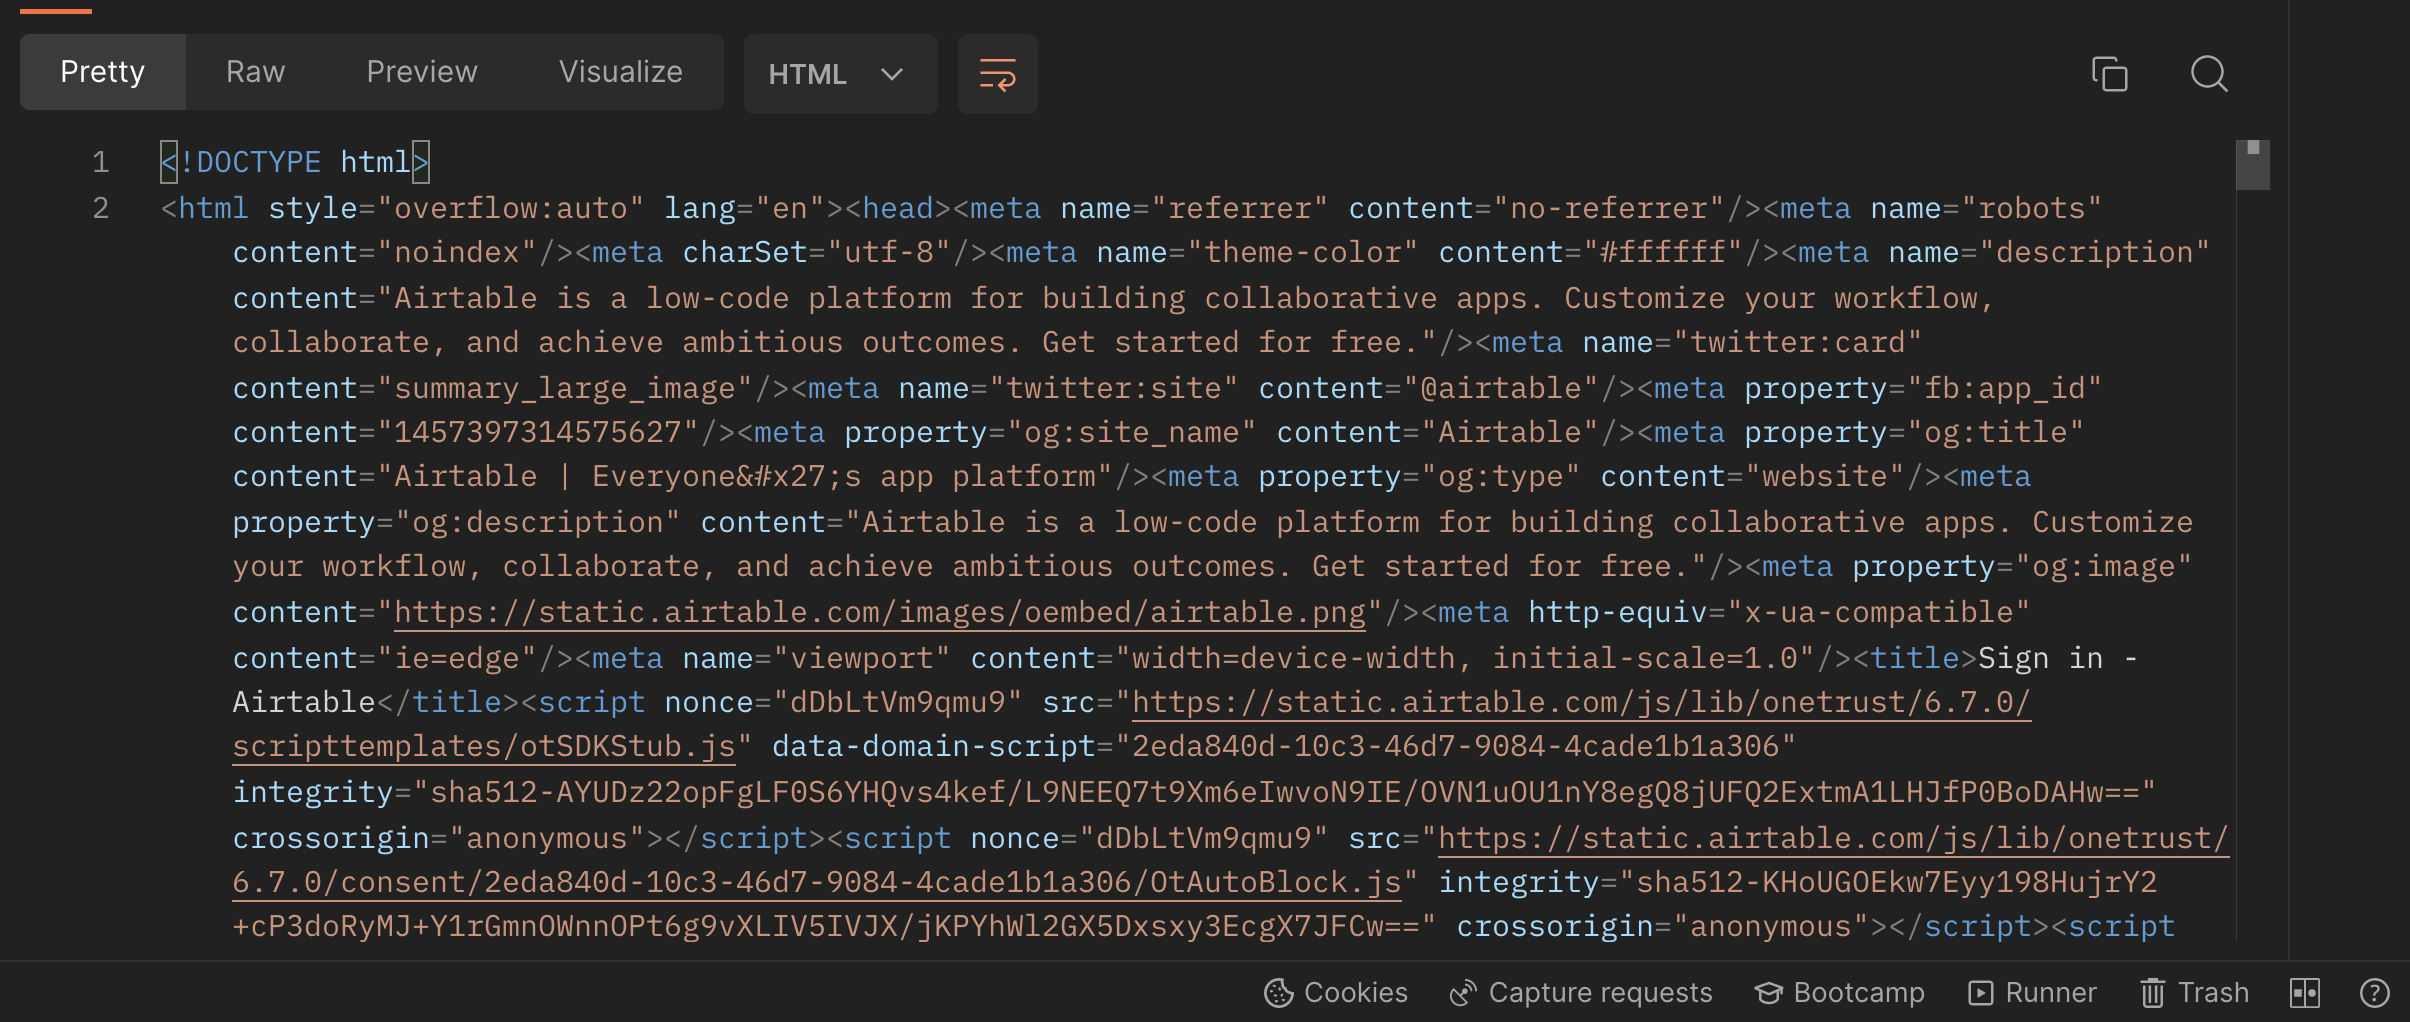 Pretty Raw Preview Visualize HTML
1 <!DOCTYPE html>
2 <html style="overflow:auto" lang="en"><head><meta name="referrer" content="no-referrer"/><meta name="robots"
content="noindex"/><meta charSet="utf-8"/><meta name="theme-color" content="#ffffff"/><meta name="description"
content="Airtable is a low-code platform for building collaborative apps. Customize your workflow,
collaborate, and achieve ambitious outcomes. Get started for free."/><meta name="twitter:card"
content="summary_large_image"/><meta name="twitter:site" content="@airtable"/><meta property="fb:app_id"
content="1457397314575627"/><meta property="og:site_name" content="Airtable"/><meta property="og:title"
content="Airtable | Everyone&#x27;s app platform"/><meta property="og:type" content="website"/><meta
property="og:description" content="Airtable is a low-code platform for building collaborative apps. Customize
your workflow, collaborate, and achieve ambitious outcomes. Get started for free."/><meta property="og:image"
content="https://static.airtable.com/images/oembed/airtable.png"/><meta http-equiv="x-ua-compatible"
content="ie=edge"/><meta name="viewport" content="width=device-width, initial-scale=1.0"/><title>Sign in -
Airtable</title><script nonce="dDbLtVm9qmu9" src="https://static.airtable.com/js/lib/onetrust/6.7.0/
scripttemplates/otSDKStub.js" data-domain-script="2eda840d-10c3-46d7-9084-4cade1b1a306"
integrity="sha512-AYUDz22opFgLF0S6YHQvs4kef/L9NEEQ7t9Xm6eIwvoN9IE/OVN1uOU1nY8egQ8jUFQ2ExtmA1LHJfP0BoDAHw=="
crossorigin="anonymous"></script><script nonce="dDbLtVm9qmu9" src="https://static.airtable.com/js/lib/onetrust/
6.7.0/consent/2eda840d-10c3-46d7-9084-4cade1b1a306/OtAutoBlock.js" integrity="sha512-KHoUGOEkw7Eyy198HujrY2
+cP3doRyMJ+Y1rGmnOWnnOPt6g9vXLIV5IVJX/jKPYhWl2GX5Dxsxy3EcgX7JFCw==" crossorigin="anonymous"></script><script
Cookies Capture requests Bootcamp Runner Trash